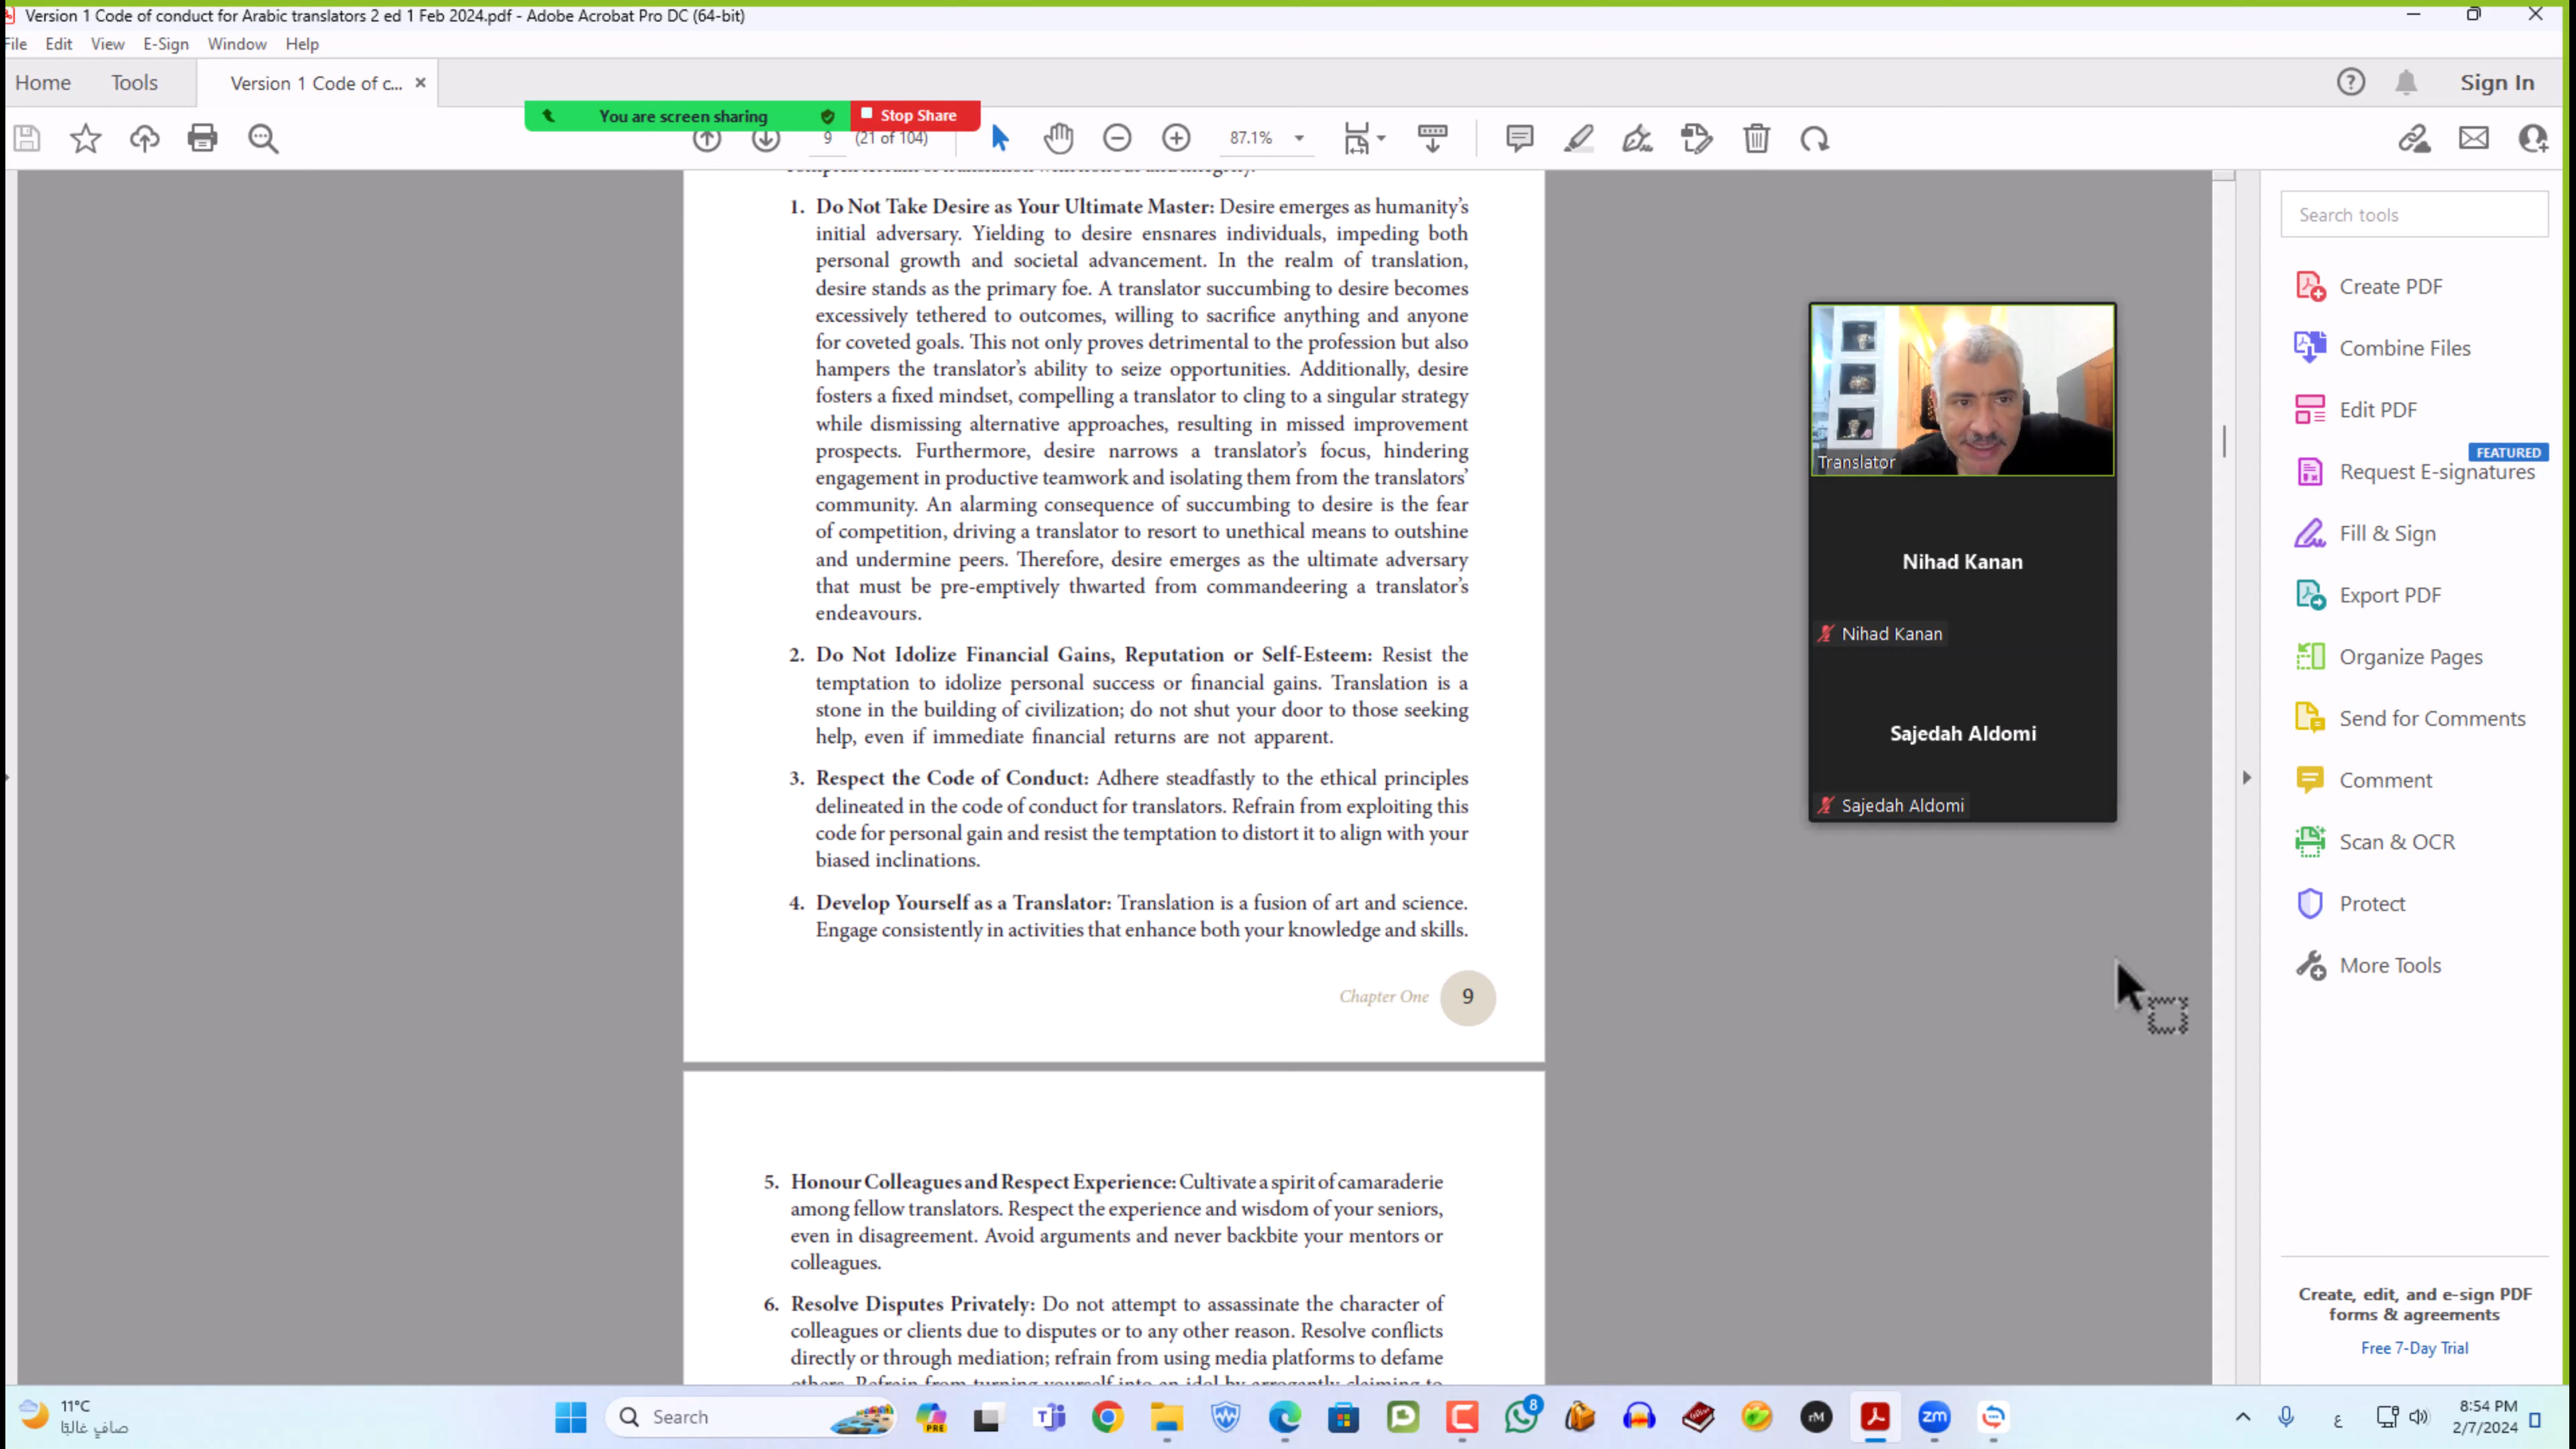 Version 1 Code of conduct for Arabic translators 2 ed 1 Feb 2024.pdf - Adobe Acrobat Pro DC (64-bit)
File Edit View E-Sign Window Help
Home Tools Version 1 Code of c... Sign In
You are screen sharing Stop Share
9 (21 of 104) 87.1%
1. Do Not Take Desire as Your Ultimate Master: Desire emerges as humanity's
initial adversary. Yielding to desire ensnares individuals, impeding both
personal growth and societal advancement. In the realm of translation,
desire stands as the primary foe. A translator succumbing to desire becomes
excessively tethered to outcomes, willing to sacrifice anything and anyone
for coveted goals. This not only proves detrimental to the profession but also
hampers the translator's ability to seize opportunities. Additionally, desire
fosters a fixed mindset, compelling a translator to cling to a singular strategy
while dismissing alternative approaches, resulting in missed improvement
prospects. Furthermore, desire narrows a translator's focus, hindering
engagement in productive teamwork and isolating them from the translators'
community. An alarming consequence of succumbing to desire is the fear
of competition, driving a translator to resort to unethical means to outshine
and undermine peers. Therefore, desire emerges as the ultimate adversary
that must be pre-emptively thwarted from commandeering a translator's
endeavours.
2. Do Not Idolize Financial Gains, Reputation or Self-Esteem: Resist the
temptation to idolize personal success or financial gains. Translation is a
stone in the building of civilization; do not shut your door to those seeking
help, even if immediate financial returns are not apparent.
3. Respect the Code of Conduct: Adhere steadfastly to the ethical principles
delineated in the code of conduct for translators. Refrain from exploiting this
code for personal gain and resist the temptation to distort it to align with your
biased inclinations.
4. Develop Yourself as a Translator: Translation is a fusion of art and science.
Engage consistently in activities that enhance both your knowledge and skills.
Chapter One 9
5. Honour Colleagues and Respect Experience: Cultivate a spirit of camaraderie
among fellow translators. Respect the experience and wisdom of your seniors,
even in disagreement. Avoid arguments and never backbite your mentors or
colleagues.
6. Resolve Disputes Privately: Do not attempt to assassinate the character of
colleagues or clients due to disputes or to any other reason. Resolve conflicts
directly or through mediation; refrain from using media platforms to defame
others. Refrain from turning yourself into an idol by arrogantly claiming to
Translator
Nihad Kanan
Nihad Kanan
Sajedah Aldomi
Sajedah Aldomi
Search tools
Create PDF
Combine Files
Edit PDF
FEATURED
Request E-signatures
Fill & Sign
Export PDF
Organize Pages
Send for Comments
Comment
Scan & OCR
Protect
More Tools
Create, edit, and e-sign PDF
forms & agreements
Free 7-Day Trial
11°C
صافٍ غالبًا
Search
PRE
8
rM
zm
ع
8:54 PM
2/7/2024